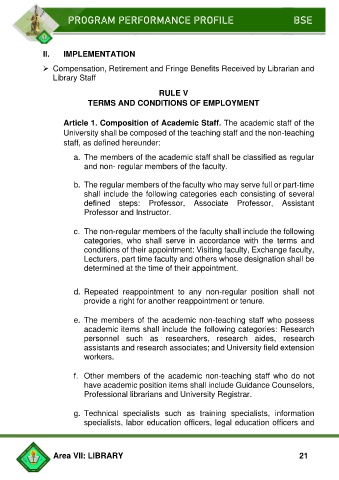 PROGRAM PERFORMANCE PROFILE BSE
II. IMPLEMENTATION
➢ Compensation, Retirement and Fringe Benefits Received by Librarian and
Library Staff
RULE V
TERMS AND CONDITIONS OF EMPLOYMENT
Article 1. Composition of Academic Staff. The academic staff of the
University shall be composed of the teaching staff and the non-teaching
staff, as defined hereunder:
a. The members of the academic staff shall be classified as regular
and non- regular members of the faculty.
b. The regular members of the faculty who may serve full or part-time
shall include the following categories each consisting of several
defined steps: Professor, Associate Professor, Assistant
Professor and Instructor.
c. The non-regular members of the faculty shall include the following
categories, who shall serve in accordance with the terms and
conditions of their appointment: Visiting faculty, Exchange faculty,
Lecturers, part time faculty and others whose designation shall be
determined at the time of their appointment.
d. Repeated reappointment to any non-regular position shall not
provide a right for another reappointment or tenure.
e. The members of the academic non-teaching staff who possess
academic items shall include the following categories: Research
personnel such as researchers, research aides, research
assistants and research associates; and University field extension
workers.
f. Other members of the academic non-teaching staff who do not
have academic position items shall include Guidance Counselors,
Professional librarians and University Registrar.
g. Technical specialists such as training specialists, information
specialists, labor education officers, legal education officers and
Area VII: LIBRARY 21